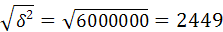 √δ² = √6000000 = 2449